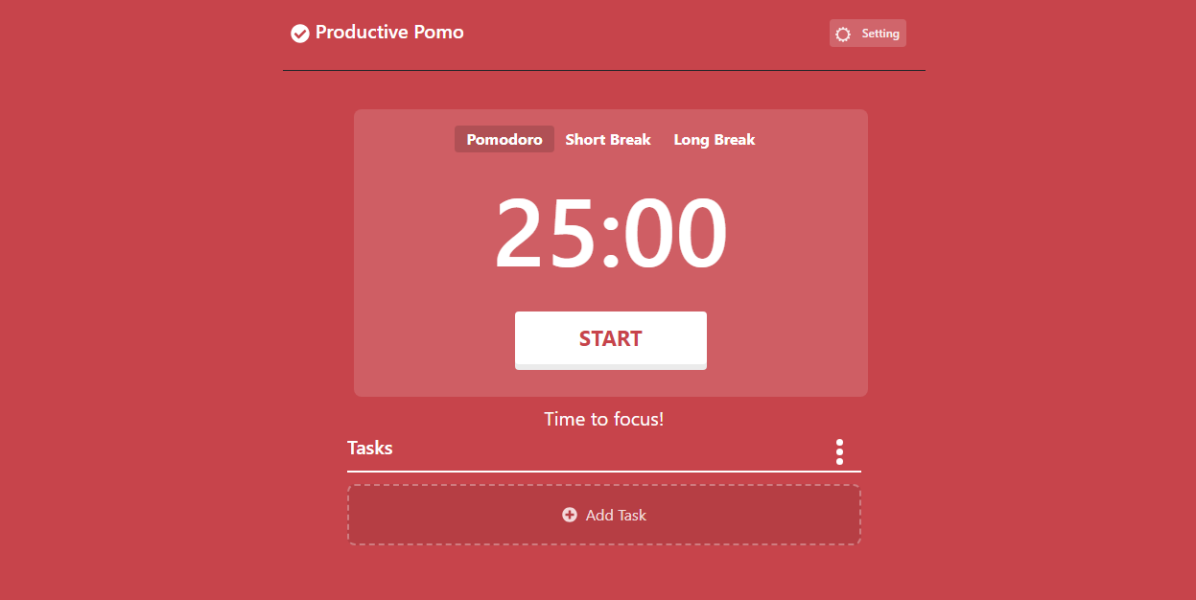 Productive Pomo
Setting
Pomodoro Short Break Long Break
25:00
START
Time to focus!
Tasks
Add Task